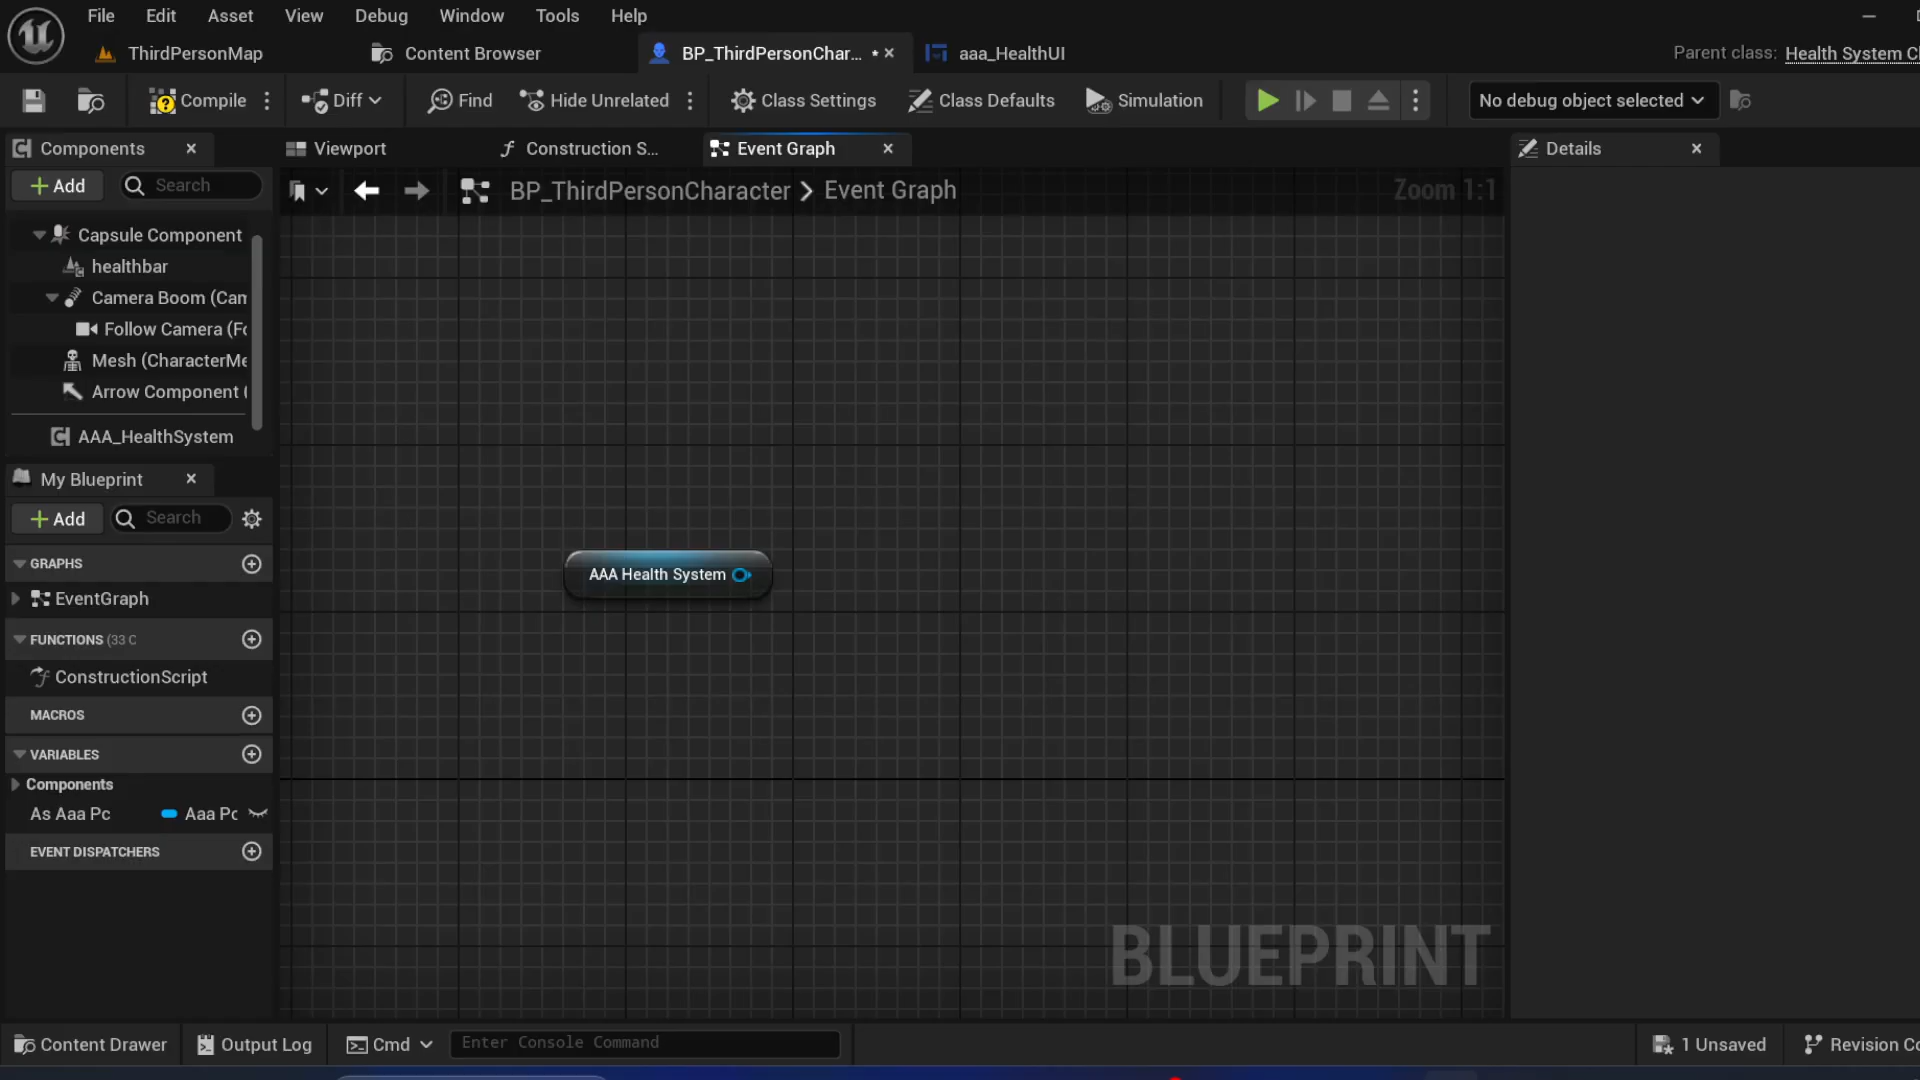 File Edit Asset View Debug Window Tools Help
ThirdPersonMap Content Browser BP_ThirdPersonChar... aaa_HealthUI Parent class: Health System Cl
Compile Diff Find Hide Unrelated Class Settings Class Defaults Simulation No debug object selected
Components Viewport Construction S... Event Graph Details
Add Search BP_ThirdPersonCharacter > Event Graph Zoom 1:1
Capsule Component
healthbar
Camera Boom (Cam
Follow Camera (Fo
Mesh (CharacterMe
Arrow Component (
AAA_HealthSystem
My Blueprint
Add Search
GRAPHS
EventGraph
FUNCTIONS (33 O
ConstructionScript
MACROS
VARIABLES
Components
As Aaa Pc Aaa Pc
EVENT DISPATCHERS
AAA Health System
BLUEPRINT
Content Drawer Output Log Cmd Enter Console Command 1 Unsaved Revision Co